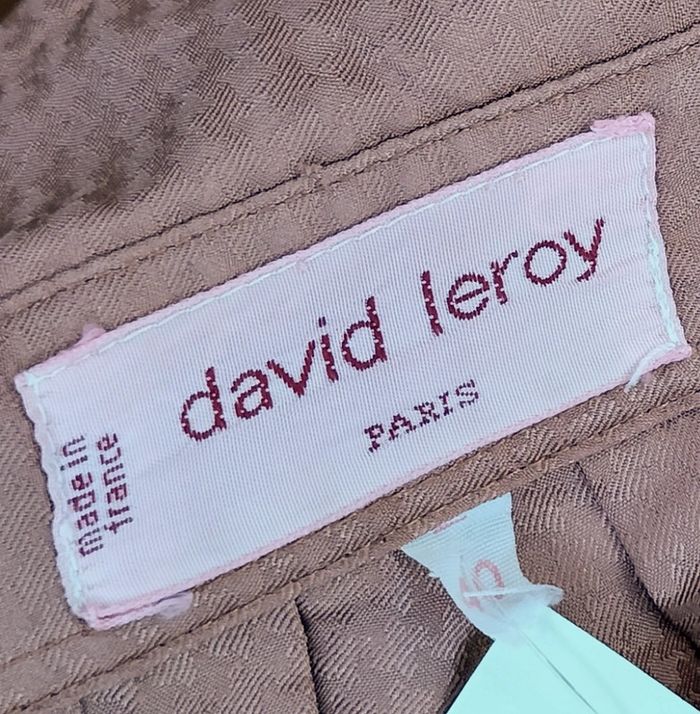 david leroy
PARIS
made in
france